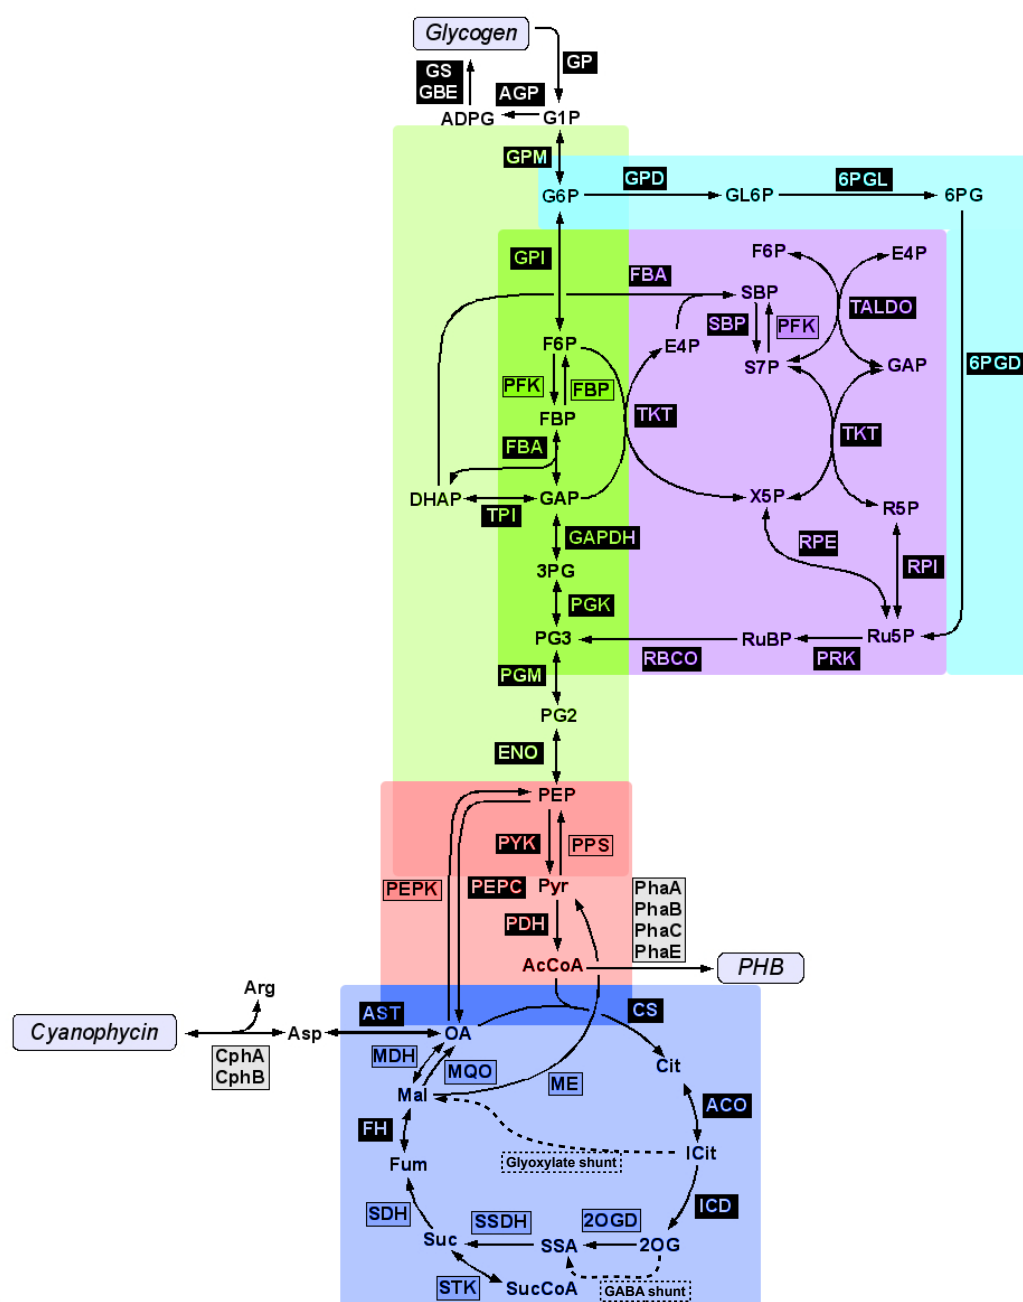 Glycogen
GP
GS
GBE
AGP
ADPG
G1P
GPM
GPD
6PGL
G6P
GL6P
6PG
GPI
F6P
E4P
FBA
SBP
TALDO
SBP
PFK
F6P
E4P
S7P
GAP
6PGD
PFK
FBP
FBP
TKT
TKT
FBA
DHAP
GAP
X5P
R5P
TPI
GAPDH
RPE
RPI
3PG
PGK
PG3
RuBP
Ru5P
RBCO
PRK
PGM
PG2
ENO
PEP
PYK
PPS
PEPK
PEPC
Pyr
PhaA
PhaB
PhaC
PhaE
PDH
AcCoA
PHB
Arg
Cyanophycin
Asp
AST
OA
CS
CphA
CphB
MDH
MQO
ME
Cit
Mal
ACO
FH
Glyoxylate shunt
ICit
Fum
ICD
SDH
SSDH
2OGD
Suc
SSA
2OG
STK
SucCoA
GABA shunt